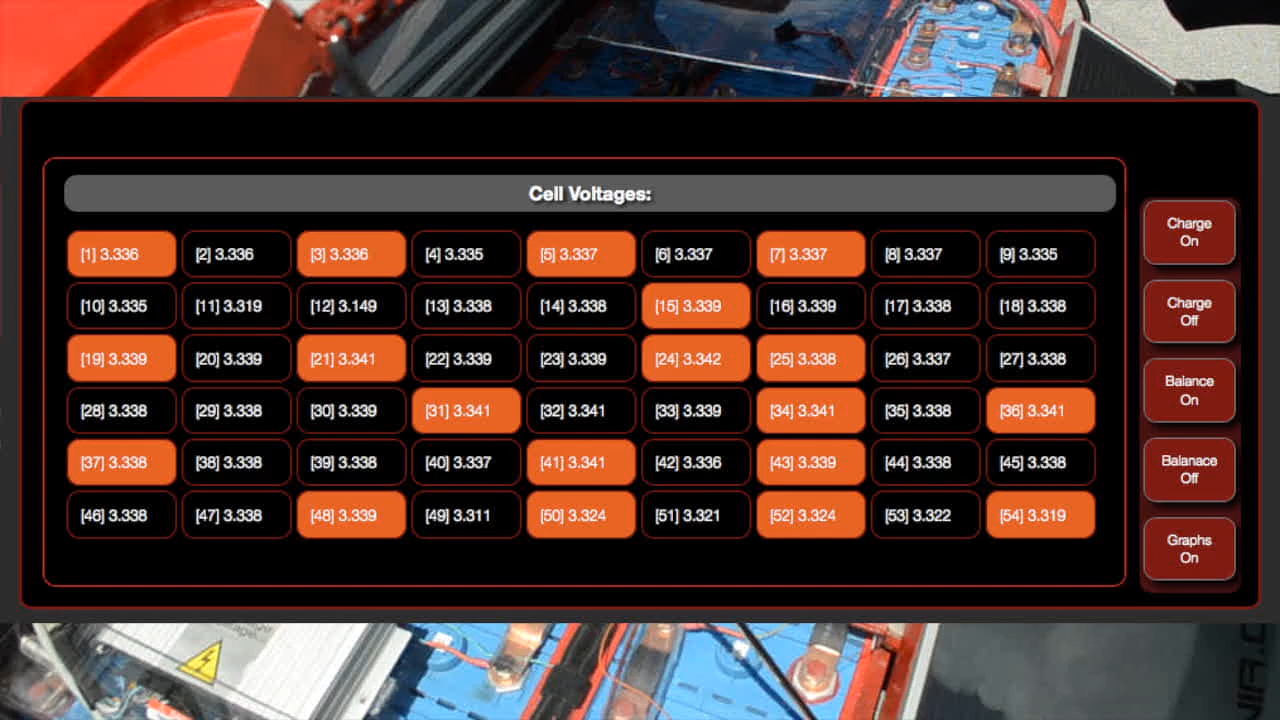 Cell Voltages:
[1] 3.336 [2] 3.336 [3] 3.336 [4] 3.335 [5] 3.337 [6] 3.337 [7] 3.337 [8] 3.337 [9] 3.335
[10] 3.335 [11] 3.319 [12] 3.149 [13] 3.338 [14] 3.338 [15] 3.339 [16] 3.339 [17] 3.338 [18] 3.338
[19] 3.339 [20] 3.339 [21] 3.341 [22] 3.339 [23] 3.339 [24] 3.342 [25] 3.338 [26] 3.337 [27] 3.338
[28] 3.338 [29] 3.338 [30] 3.339 [31] 3.341 [32] 3.341 [33] 3.339 [34] 3.341 [35] 3.338 [36] 3.341
[37] 3.338 [38] 3.338 [39] 3.338 [40] 3.337 [41] 3.341 [42] 3.336 [43] 3.339 [44] 3.338 [45] 3.338
[46] 3.338 [47] 3.338 [48] 3.339 [49] 3.311 [50] 3.324 [51] 3.321 [52] 3.324 [53] 3.322 [54] 3.319
Charge
On
Charge
Off
Balance
On
Balanace
Off
Graphs
On